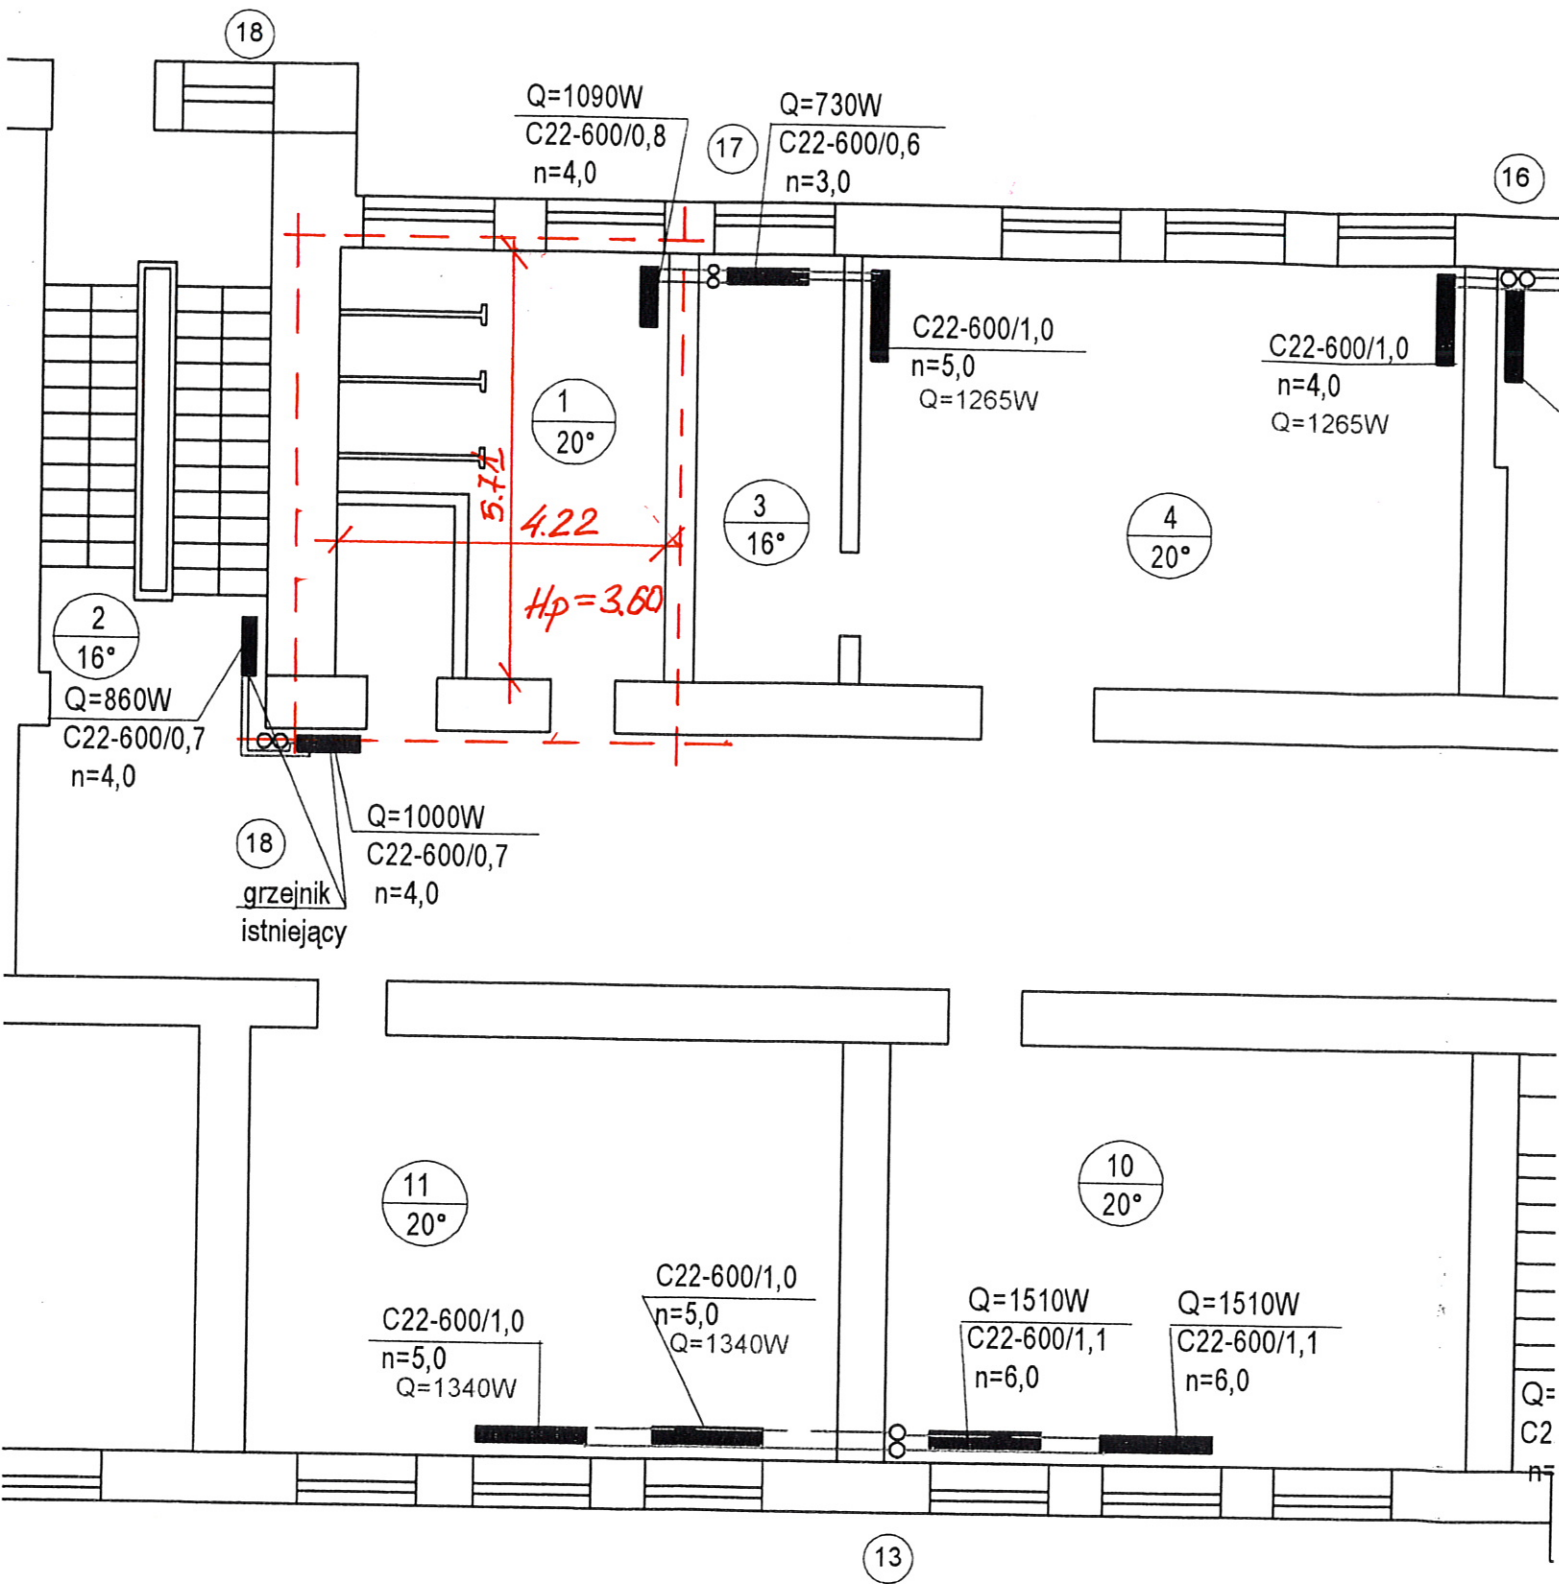 18
Q=1090W
C22-600/0,8
n=4,0
17
Q=730W
C22-600/0,6
n=3,0
16
C22-600/1,0
n=5,0
Q=1265W
C22-600/1,0
n=4,0
Q=1265W
1
20°
5.72
4.22
Hp=3.60
3
16°
4
20°
2
16°
Q=860W
C22-600/0,7
n=4,0
Q=1000W
C22-600/0,7
n=4,0
18
grzejnik
istniejący
11
20°
10
20°
C22-600/1,0
n=5,0
Q=1340W
C22-600/1,0
n=5,0
Q=1340W
Q=1510W
C22-600/1,1
n=6,0
Q=1510W
C22-600/1,1
n=6,0
Q=
C2
n=
13